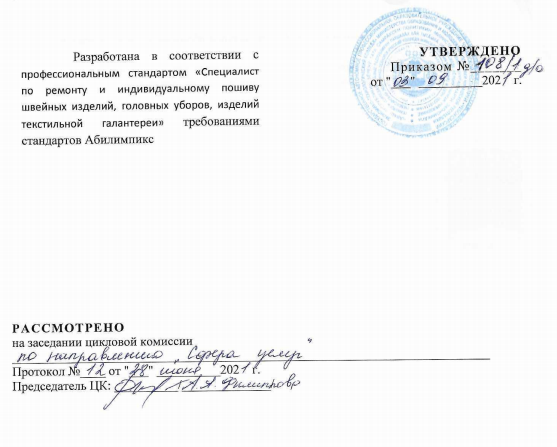 Разработана в соответствии с
профессиональным стандартом «Специалист
по ремонту и индивидуальному пошиву
швейных изделий, головных уборов, изделий
текстильной галантереи» требованиями
стандартов Абилимпикс
УТВЕРЖДЕНО
Приказом № 108/1 д/о
от "03" 09 2021 г.
РАССМОТРЕНО
на заседании цикловой комиссии
по направлению „Сфера услуг"
Протокол № 12 от "28" июня 2021 г.
Председатель ЦК: Г.А. Филиппова